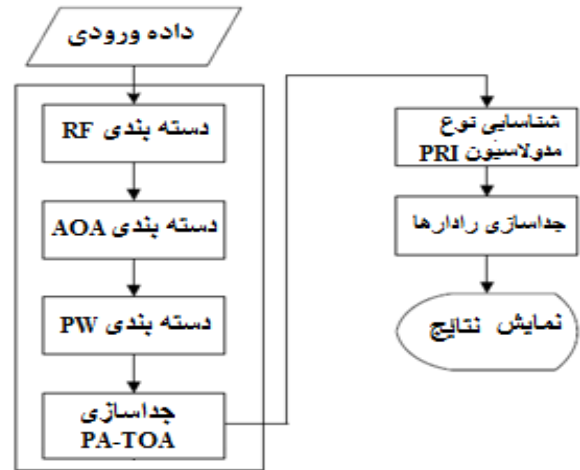 داده ورودی
دسته بندی RF
دسته بندی AOA
دسته بندی PW
جداسازی
PA-TOA
شناسایی نوع
مدولاسیون PRI
جداسازی رادارها
نمایش نتایج